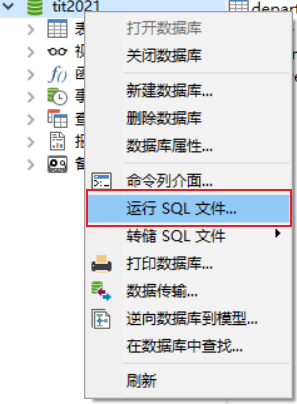 tit2021
depar
表
打开数据库
视
关闭数据库
函
新建数据库...
事
删除数据库
查
数据库属性...
报
备
命令列介面...
运行 SQL 文件...
转储 SQL 文件
打印数据库...
数据传输...
逆向数据库到模型...
在数据库中查找...
刷新